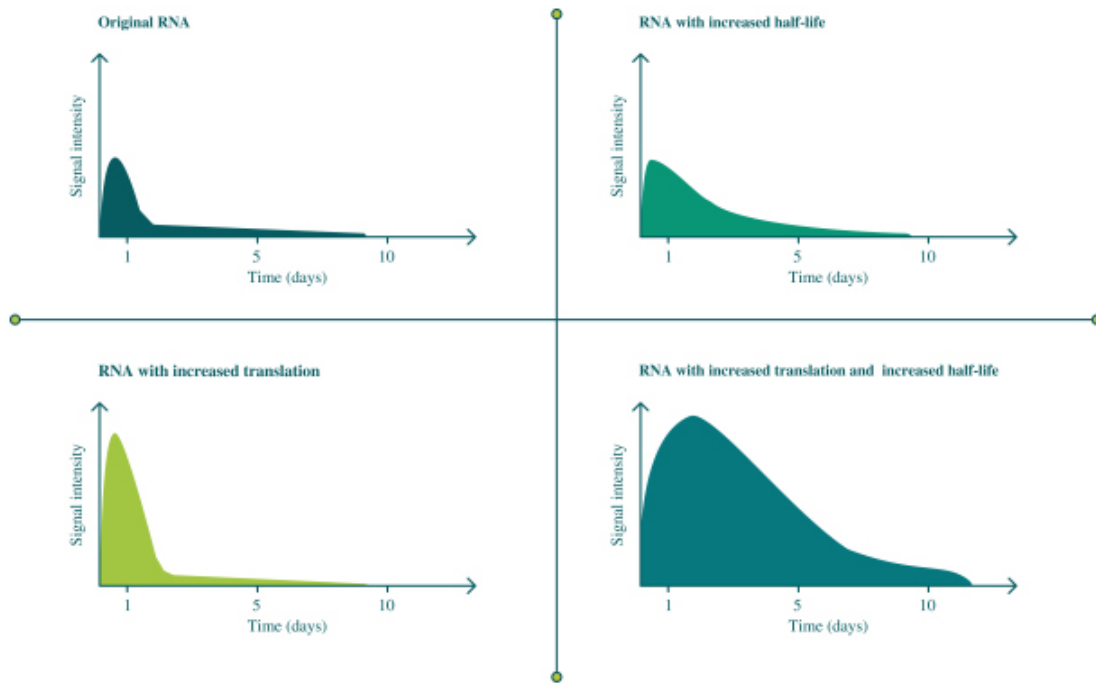 Original RNA
Signal intensity
1 5 10
Time (days)
RNA with increased half-life
Signal intensity
1 5 10
Time (days)
RNA with increased translation
Signal intensity
1 5 10
Time (days)
RNA with increased translation and increased half-life
Signal intensity
1 5 10
Time (days)